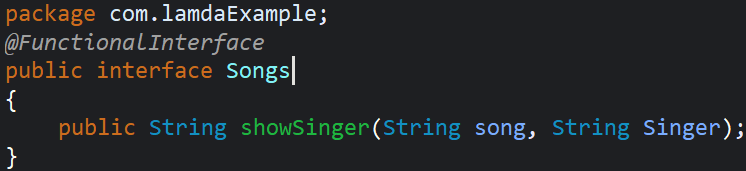 package com.lamdaExample;
@FunctionalInterface
public interface Songs
{
    public String showSinger(String song, String Singer);
}